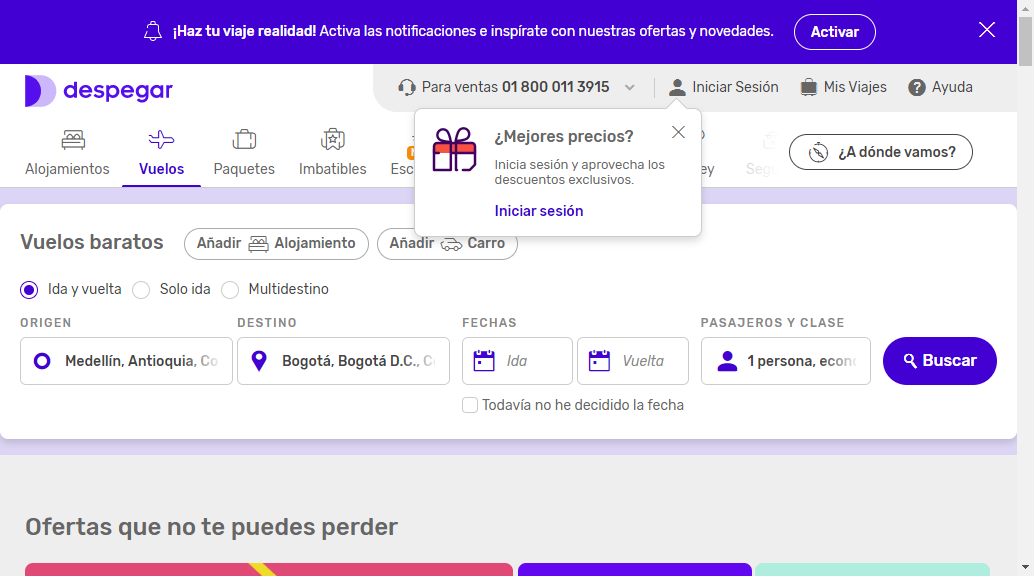 ¡Haz tu viaje realidad! Activa las notificaciones e inspírate con nuestras ofertas y novedades.
Activar
despegar
Para ventas 01 800 011 3915
Iniciar Sesión
Mis Viajes
Ayuda
Alojamientos
Vuelos
Paquetes
Imbatibles
Esc
ey
Seg
¿A dónde vamos?
¿Mejores precios?
Inicia sesión y aprovecha los
descuentos exclusivos.
Iniciar sesión
Vuelos baratos
Añadir Alojamiento
Añadir Carro
Ida y vuelta
Solo ida
Multidestino
ORIGEN
DESTINO
FECHAS
PASAJEROS Y CLASE
Medellín, Antioquia, Co
Bogotá, Bogotá D.C., C
Ida
Vuelta
1 persona, econ
Buscar
Todavía no he decidido la fecha
Ofertas que no te puedes perder